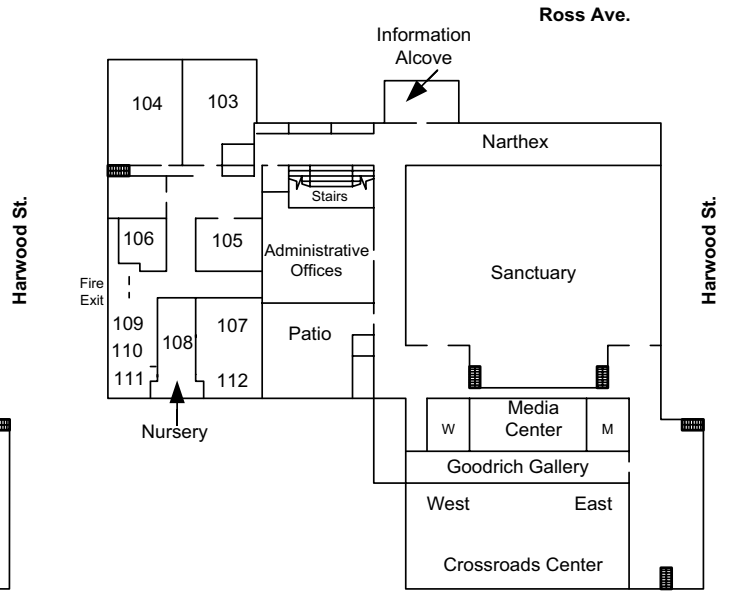 Ross Ave.
Information
Alcove
104
103
Narthex
Harwood St.
Stairs
106
105
Administrative
Offices
Sanctuary
Harwood St.
Fire
Exit
109
110
111
108
107
112
Patio
Nursery
W
Media
Center
M
Goodrich Gallery
West
East
Crossroads Center